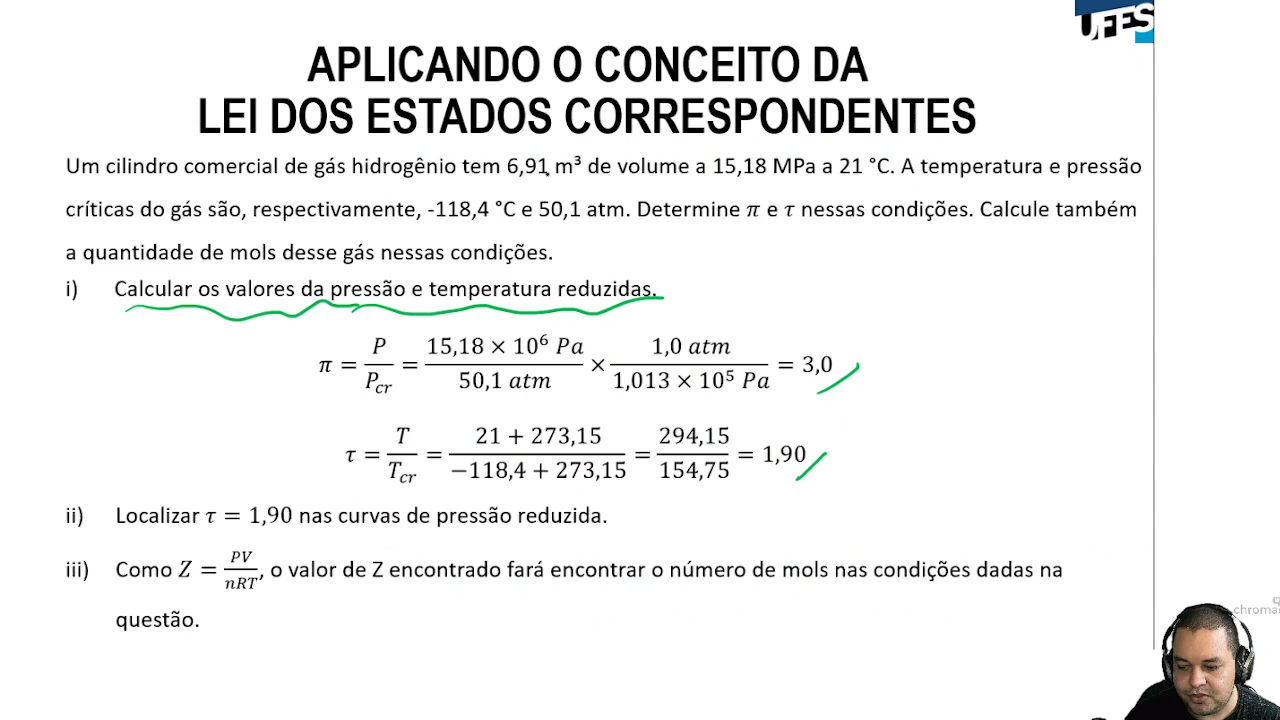 UFES
APLICANDO O CONCEITO DA
LEI DOS ESTADOS CORRESPONDENTES
Um cilindro comercial de gás hidrogênio tem 6,91 m³ de volume a 15,18 MPa a 21 °C. A temperatura e pressão
críticas do gás são, respectivamente, -118,4 °C e 50,1 atm. Determine π e τ nessas condições. Calcule também
a quantidade de mols desse gás nessas condições.
i) Calcular os valores da pressão e temperatura reduzidas.
π = P/P_cr = 15,18 × 10⁶ Pa/50,1 atm × 1,0 atm/1,013 × 10⁵ Pa = 3,0
τ = T/T_cr = 21 + 273,15/−118,4 + 273,15 = 294,15/154,75 = 1,90
ii) Localizar τ = 1,90 nas curvas de pressão reduzida.
iii) Como Z = PV/nRT, o valor de Z encontrado fará encontrar o número de mols nas condições dadas na
questão.